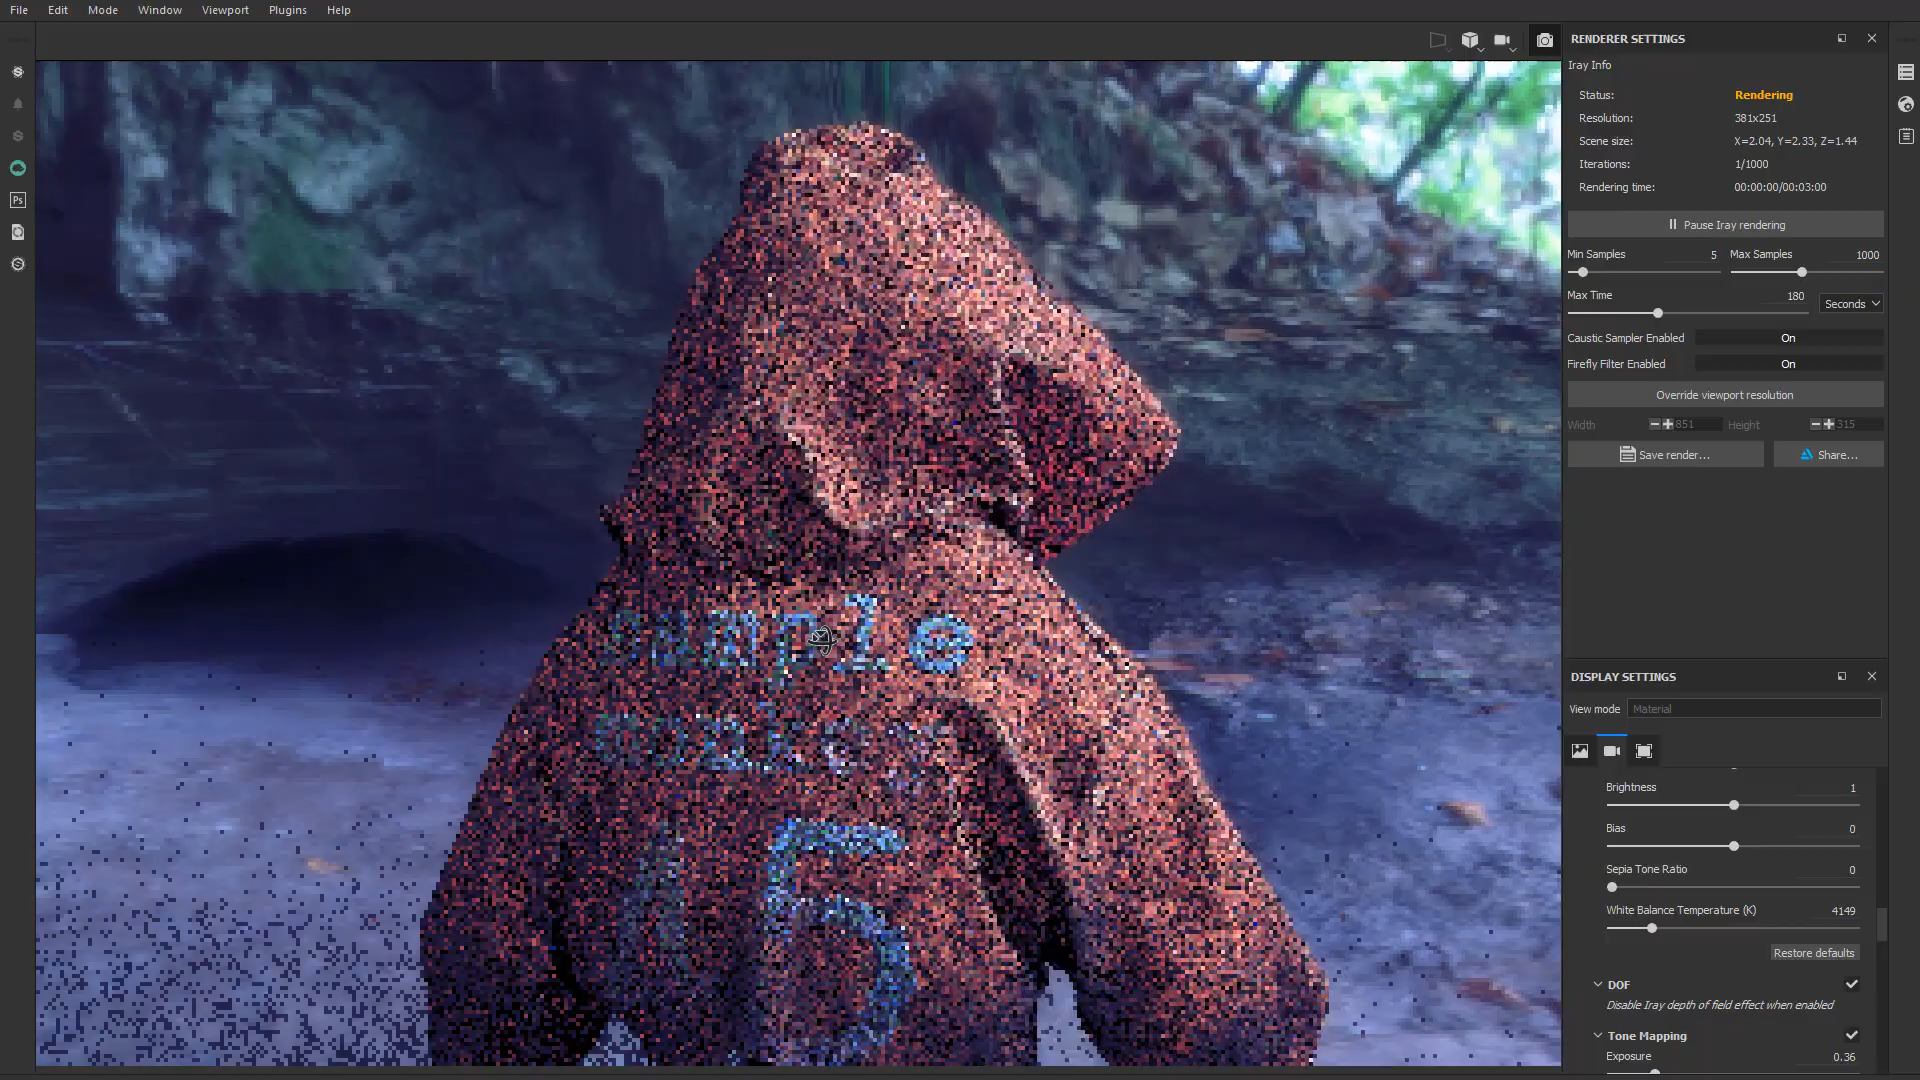 File Edit Mode Window Viewport Plugins Help
RENDERER SETTINGS
Iray Info
Status: Rendering
Resolution: 381x251
Scene size: X=2.04, Y=2.33, Z=1.44
Iterations: 1/1000
Rendering time: 00:00:00/00:03:00
Pause Iray rendering
Min Samples 5 Max Samples 1000
Max Time 180 Seconds
Caustic Sampler Enabled On
Firefly Filter Enabled On
Override viewport resolution
Width 851 Height 315
Save render... Share...
Ps
sample
15
DISPLAY SETTINGS
View mode Material
Brightness 1
Bias 0
Sepia Tone Ratio 0
White Balance Temperature (K) 4149
Restore defaults
DOF
Disable Iray depth of field effect when enabled
Tone Mapping
Exposure 0.36